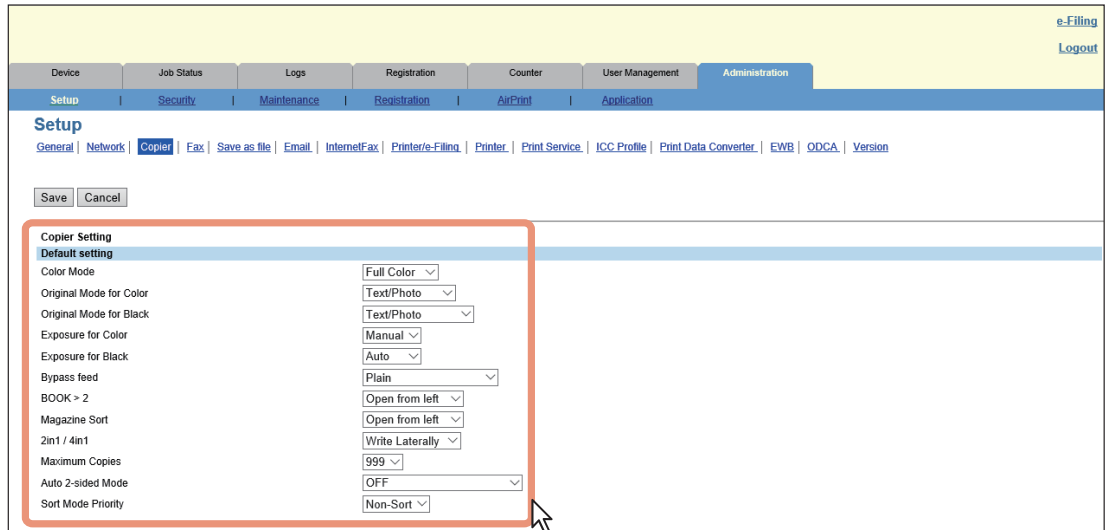 e-Filing
Logout
Device Job Status Logs Registration Counter User Management Administration
Setup | Security | Maintenance | Registration | AirPrint | Application
Setup
General | Network | Copier | Fax | Save as file | Email | InternetFax | Printer/e-Filing | Printer | Print Service | ICC Profile | Print Data Converter | EWB | ODCA | Version
Save Cancel
Copier Setting
Default setting
Color Mode Full Color
Original Mode for Color Text/Photo
Original Mode for Black Text/Photo
Exposure for Color Manual
Exposure for Black Auto
Bypass feed Plain
BOOK > 2 Open from left
Magazine Sort Open from left
2in1 / 4in1 Write Laterally
Maximum Copies 999
Auto 2-sided Mode OFF
Sort Mode Priority Non-Sort